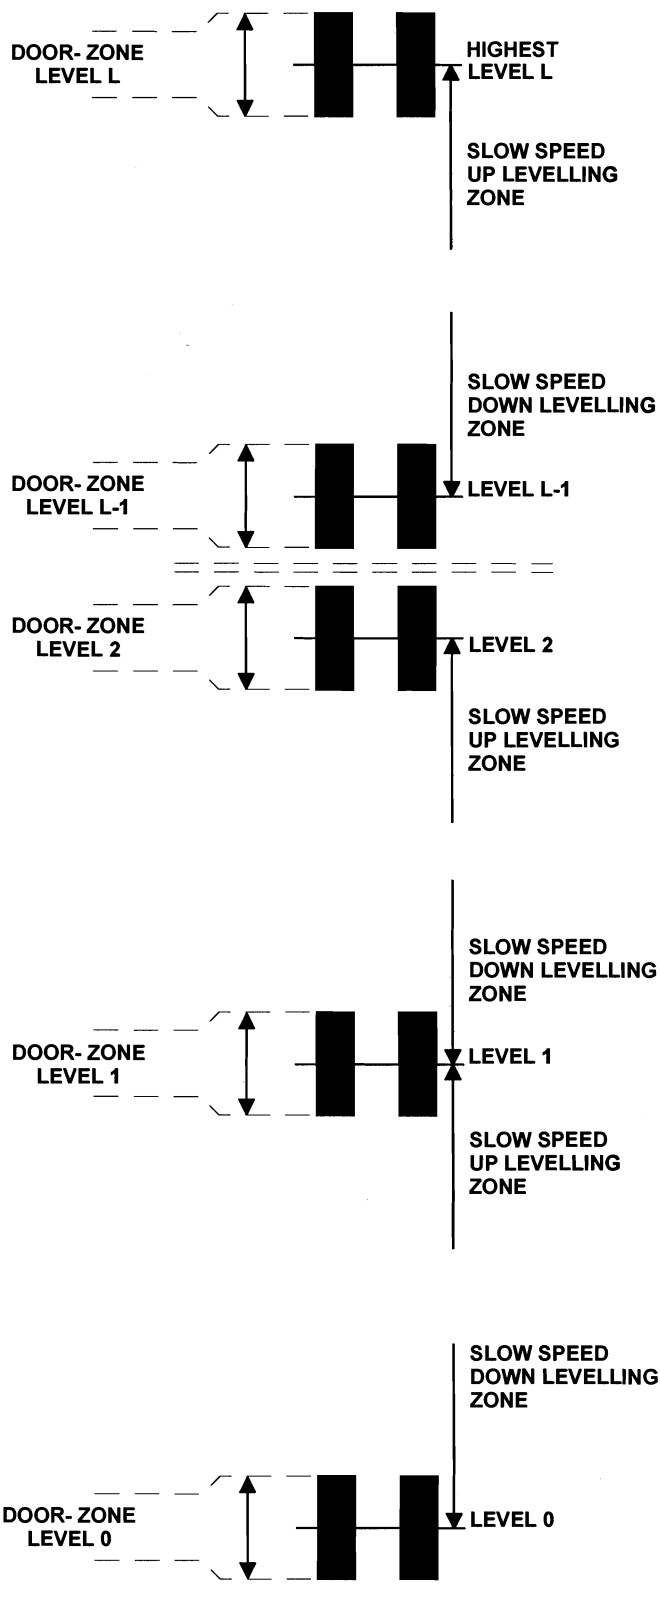 DOOR- ZONE
LEVEL L
HIGHEST
LEVEL L
SLOW SPEED
UP LEVELLING
ZONE
SLOW SPEED
DOWN LEVELLING
ZONE
DOOR- ZONE
LEVEL L-1
LEVEL L-1
DOOR- ZONE
LEVEL 2
LEVEL 2
SLOW SPEED
UP LEVELLING
ZONE
SLOW SPEED
DOWN LEVELLING
ZONE
DOOR- ZONE
LEVEL 1
LEVEL 1
SLOW SPEED
UP LEVELLING
ZONE
SLOW SPEED
DOWN LEVELLING
ZONE
DOOR- ZONE
LEVEL 0
LEVEL 0